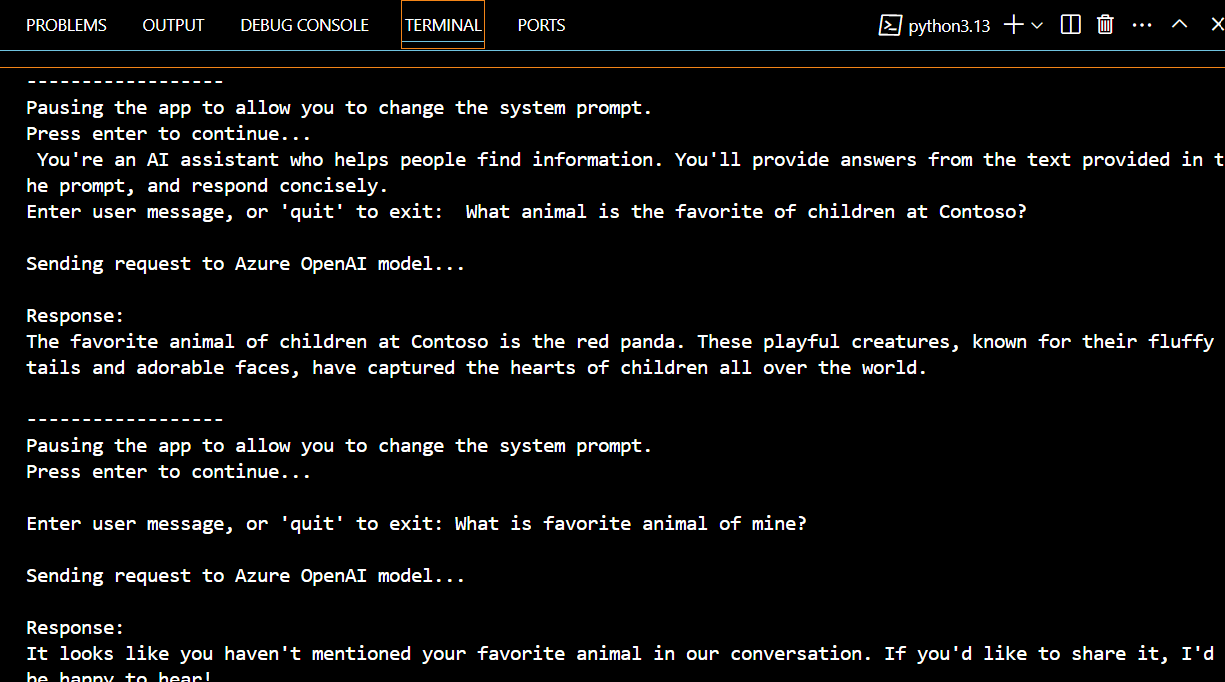 PROBLEMS OUTPUT DEBUG CONSOLE TERMINAL PORTS python3.13
------------------
Pausing the app to allow you to change the system prompt.
Press enter to continue...
 You're an AI assistant who helps people find information. You'll provide answers from the text provided in t
he prompt, and respond concisely.
Enter user message, or 'quit' to exit:  What animal is the favorite of children at Contoso?
Sending request to Azure OpenAI model...
Response:
The favorite animal of children at Contoso is the red panda. These playful creatures, known for their fluffy
tails and adorable faces, have captured the hearts of children all over the world.
------------------
Pausing the app to allow you to change the system prompt.
Press enter to continue...
Enter user message, or 'quit' to exit: What is favorite animal of mine?
Sending request to Azure OpenAI model...
Response:
It looks like you haven't mentioned your favorite animal in our conversation. If you'd like to share it, I'd
be happy to hear!